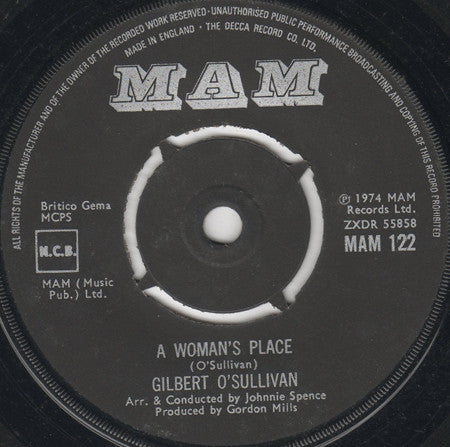 ALL RIGHTS OF THE MANUFACTURER AND OF THE OWNER OF THE RECORDED WORK RESERVED - UNAUTHORISED PUBLIC PERFORMANCE BROADCASTING AND COPYING OF THIS RECORD PROHIBITED
MADE IN ENGLAND · THE DECCA RECORD CO. LTD.
MAM
Britico Gema
MCPS
N.C.B.
MAM (Music
Pub.) Ltd.
℗ 1974 MAM
Records Ltd.
ZXDR 55858
MAM 122
A WOMAN'S PLACE
(O'Sullivan)
GILBERT O'SULLIVAN
Arr. & Conducted by Johnnie Spence
Produced by Gordon Mills